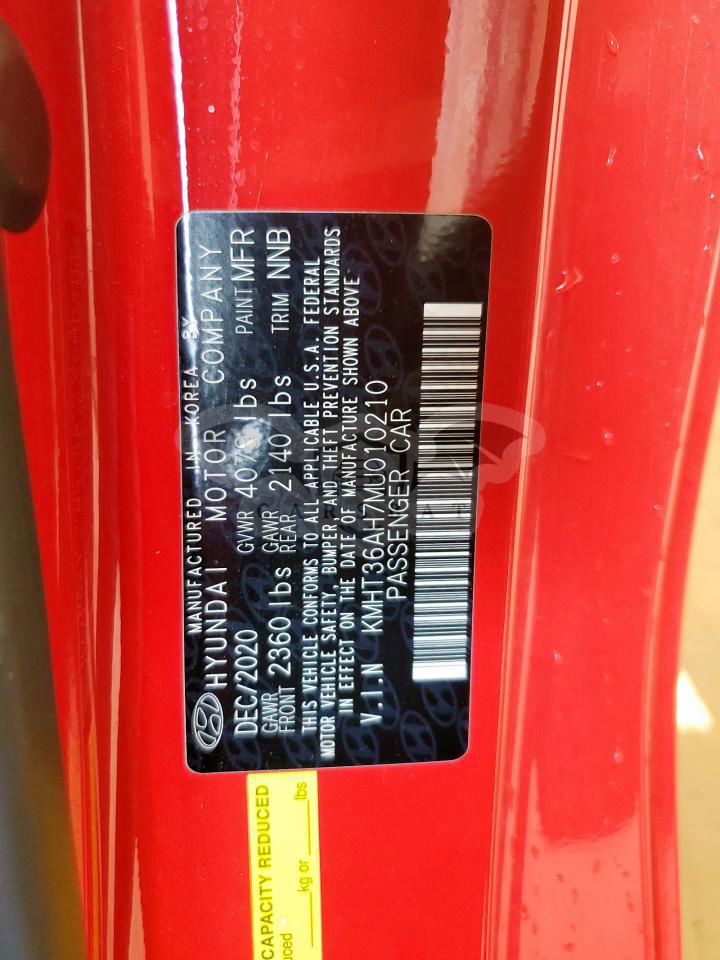 MANUFACTURED IN KOREA BY
HYUNDAI MOTOR COMPANY
DEC/2020 GVWR 407 lbs PAINT MFR
GAWR FRONT 2360 lbs GAWR REAR 2140 lbs TRIM NNB
THIS VEHICLE CONFORMS TO ALL APPLICABLE U.S.A. FEDERAL
MOTOR VEHICLE SAFETY, BUMPER, AND THEFT PREVENTION STANDARDS
IN EFFECT ON THE DATE OF MANUFACTURE SHOWN ABOVE
V.I.N KMHT36AH7MU010210
PASSENGER CAR
CAPACITY REDUCED
uced kg or lbs